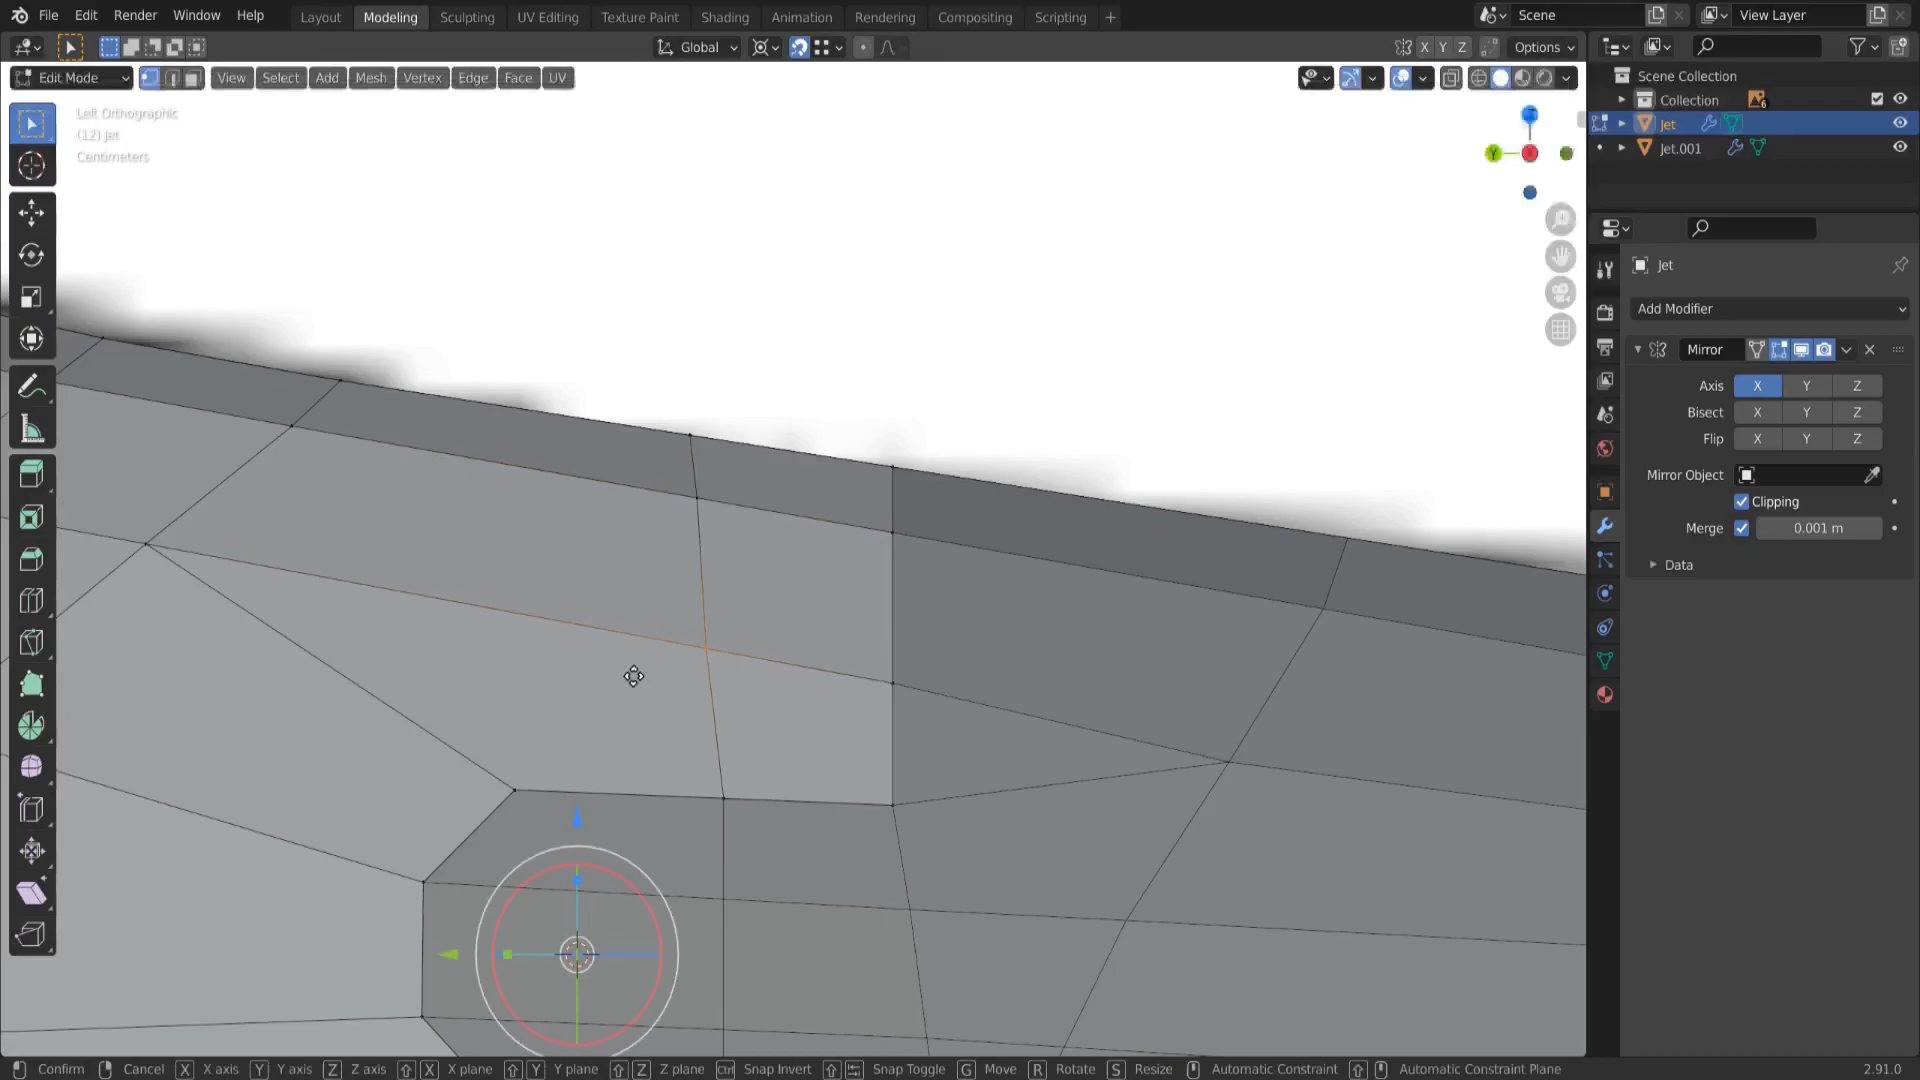 File Edit Render Window Help Layout Modeling Sculpting UV Editing Texture Paint Shading Animation Rendering Compositing Scripting + Scene View Layer
Global X Y Z Options
Edit Mode View Select Add Mesh Vertex Edge Face UV
Scene Collection
Collection 6
Jet
Jet.001
Left Orthographic
(12) Jet
Centimeters
Y
Jet
Add Modifier
Mirror
Axis X Y Z
Bisect X Y Z
Flip X Y Z
Mirror Object
Clipping
Merge 0.001 m
Data
Confirm Cancel X X axis Y Y axis Z Z axis X X plane Y Y plane Z Z plane Ctrl Snap Invert Snap Toggle G Move R Rotate S Resize Automatic Constraint Automatic Constraint Plane 2.91.0